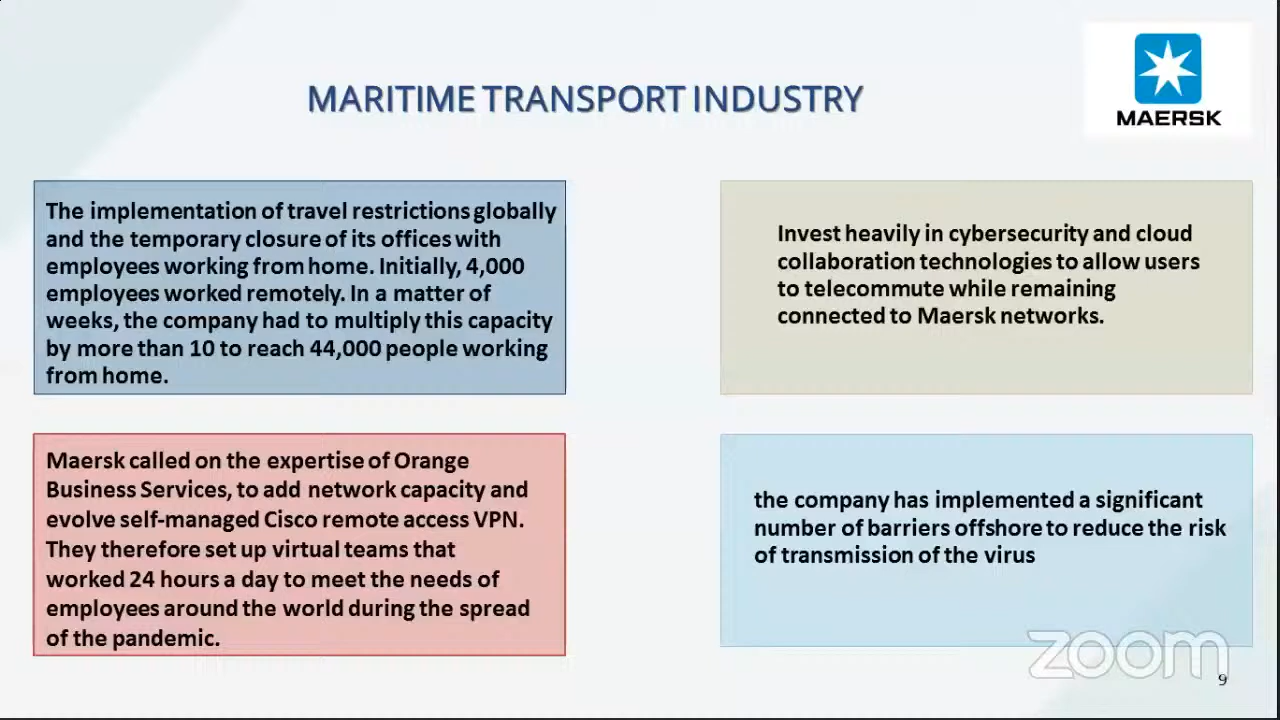 MARITIME TRANSPORT INDUSTRY
MAERSK
The implementation of travel restrictions globally
and the temporary closure of its offices with
employees working from home. Initially, 4,000
employees worked remotely. In a matter of
weeks, the company had to multiply this capacity
by more than 10 to reach 44,000 people working
from home.
Invest heavily in cybersecurity and cloud
collaboration technologies to allow users
to telecommute while remaining
connected to Maersk networks.
Maersk called on the expertise of Orange
Business Services, to add network capacity and
evolve self-managed Cisco remote access VPN.
They therefore set up virtual teams that
worked 24 hours a day to meet the needs of
employees around the world during the spread
of the pandemic.
the company has implemented a significant
number of barriers offshore to reduce the risk
of transmission of the virus
zoom
9